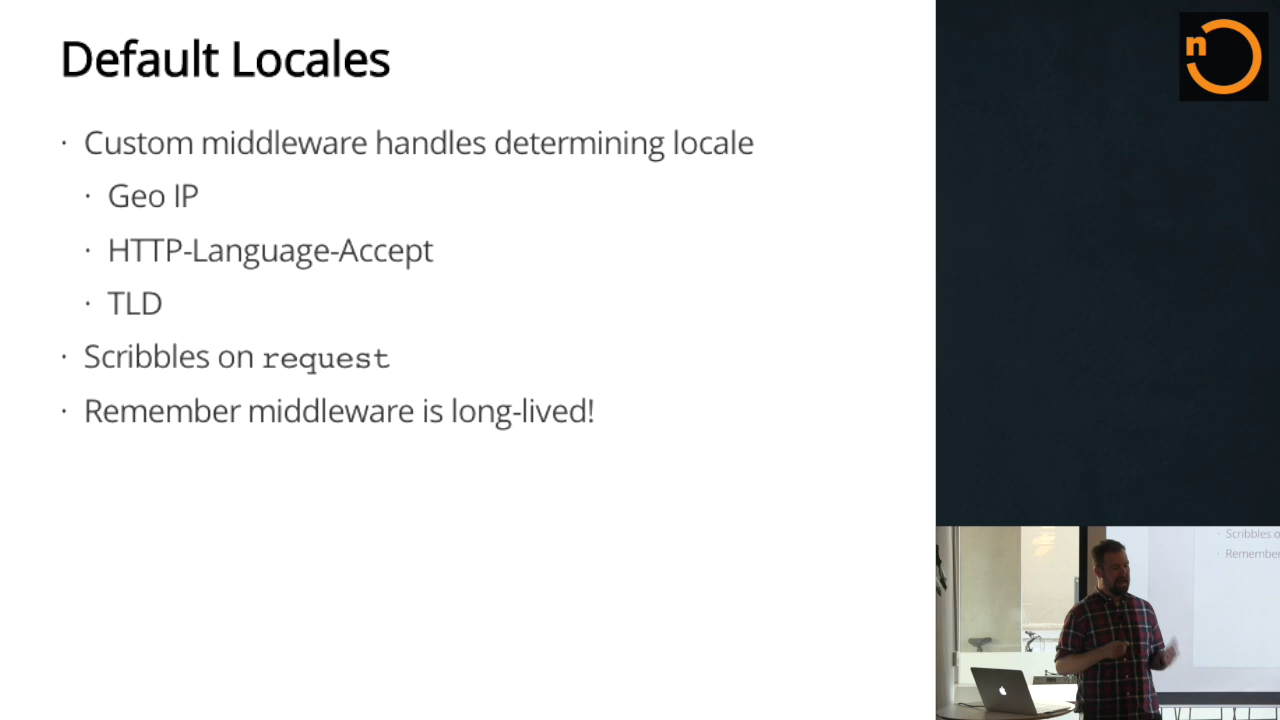 Default Locales
· Custom middleware handles determining locale
· Geo IP
· HTTP-Language-Accept
· TLD
· Scribbles on request
· Remember middleware is long-lived!
n
· Scribbles o
· Remember